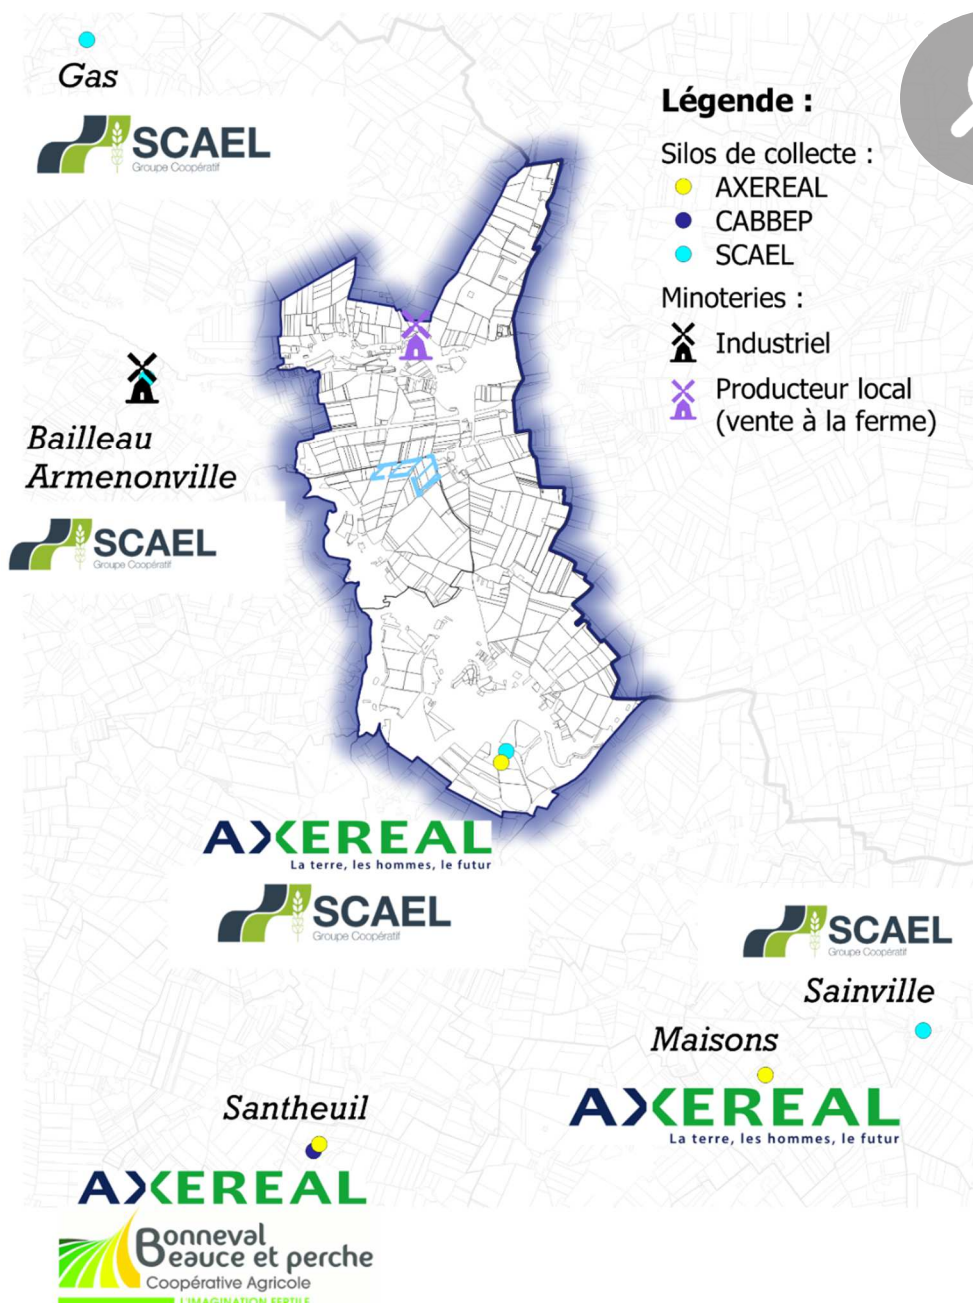 Gas
SCAEL
Groupe Coopératif
Légende :
Silos de collecte :
AXEREAL
CABBEP
SCAEL
Minoteries :
Industriel
Producteur local
(vente à la ferme)
Bailleau
Armenonville
SCAEL
Groupe Coopératif
AXEREAL
La terre, les hommes, le futur
SCAEL
Groupe Coopératif
SCAEL
Groupe Coopératif
Sainville
Maisons
AXEREAL
La terre, les hommes, le futur
Santheuil
AXEREAL
Bonneval
Beauce et perche
Coopérative Agricole
L'IMAGINATION FERTILE